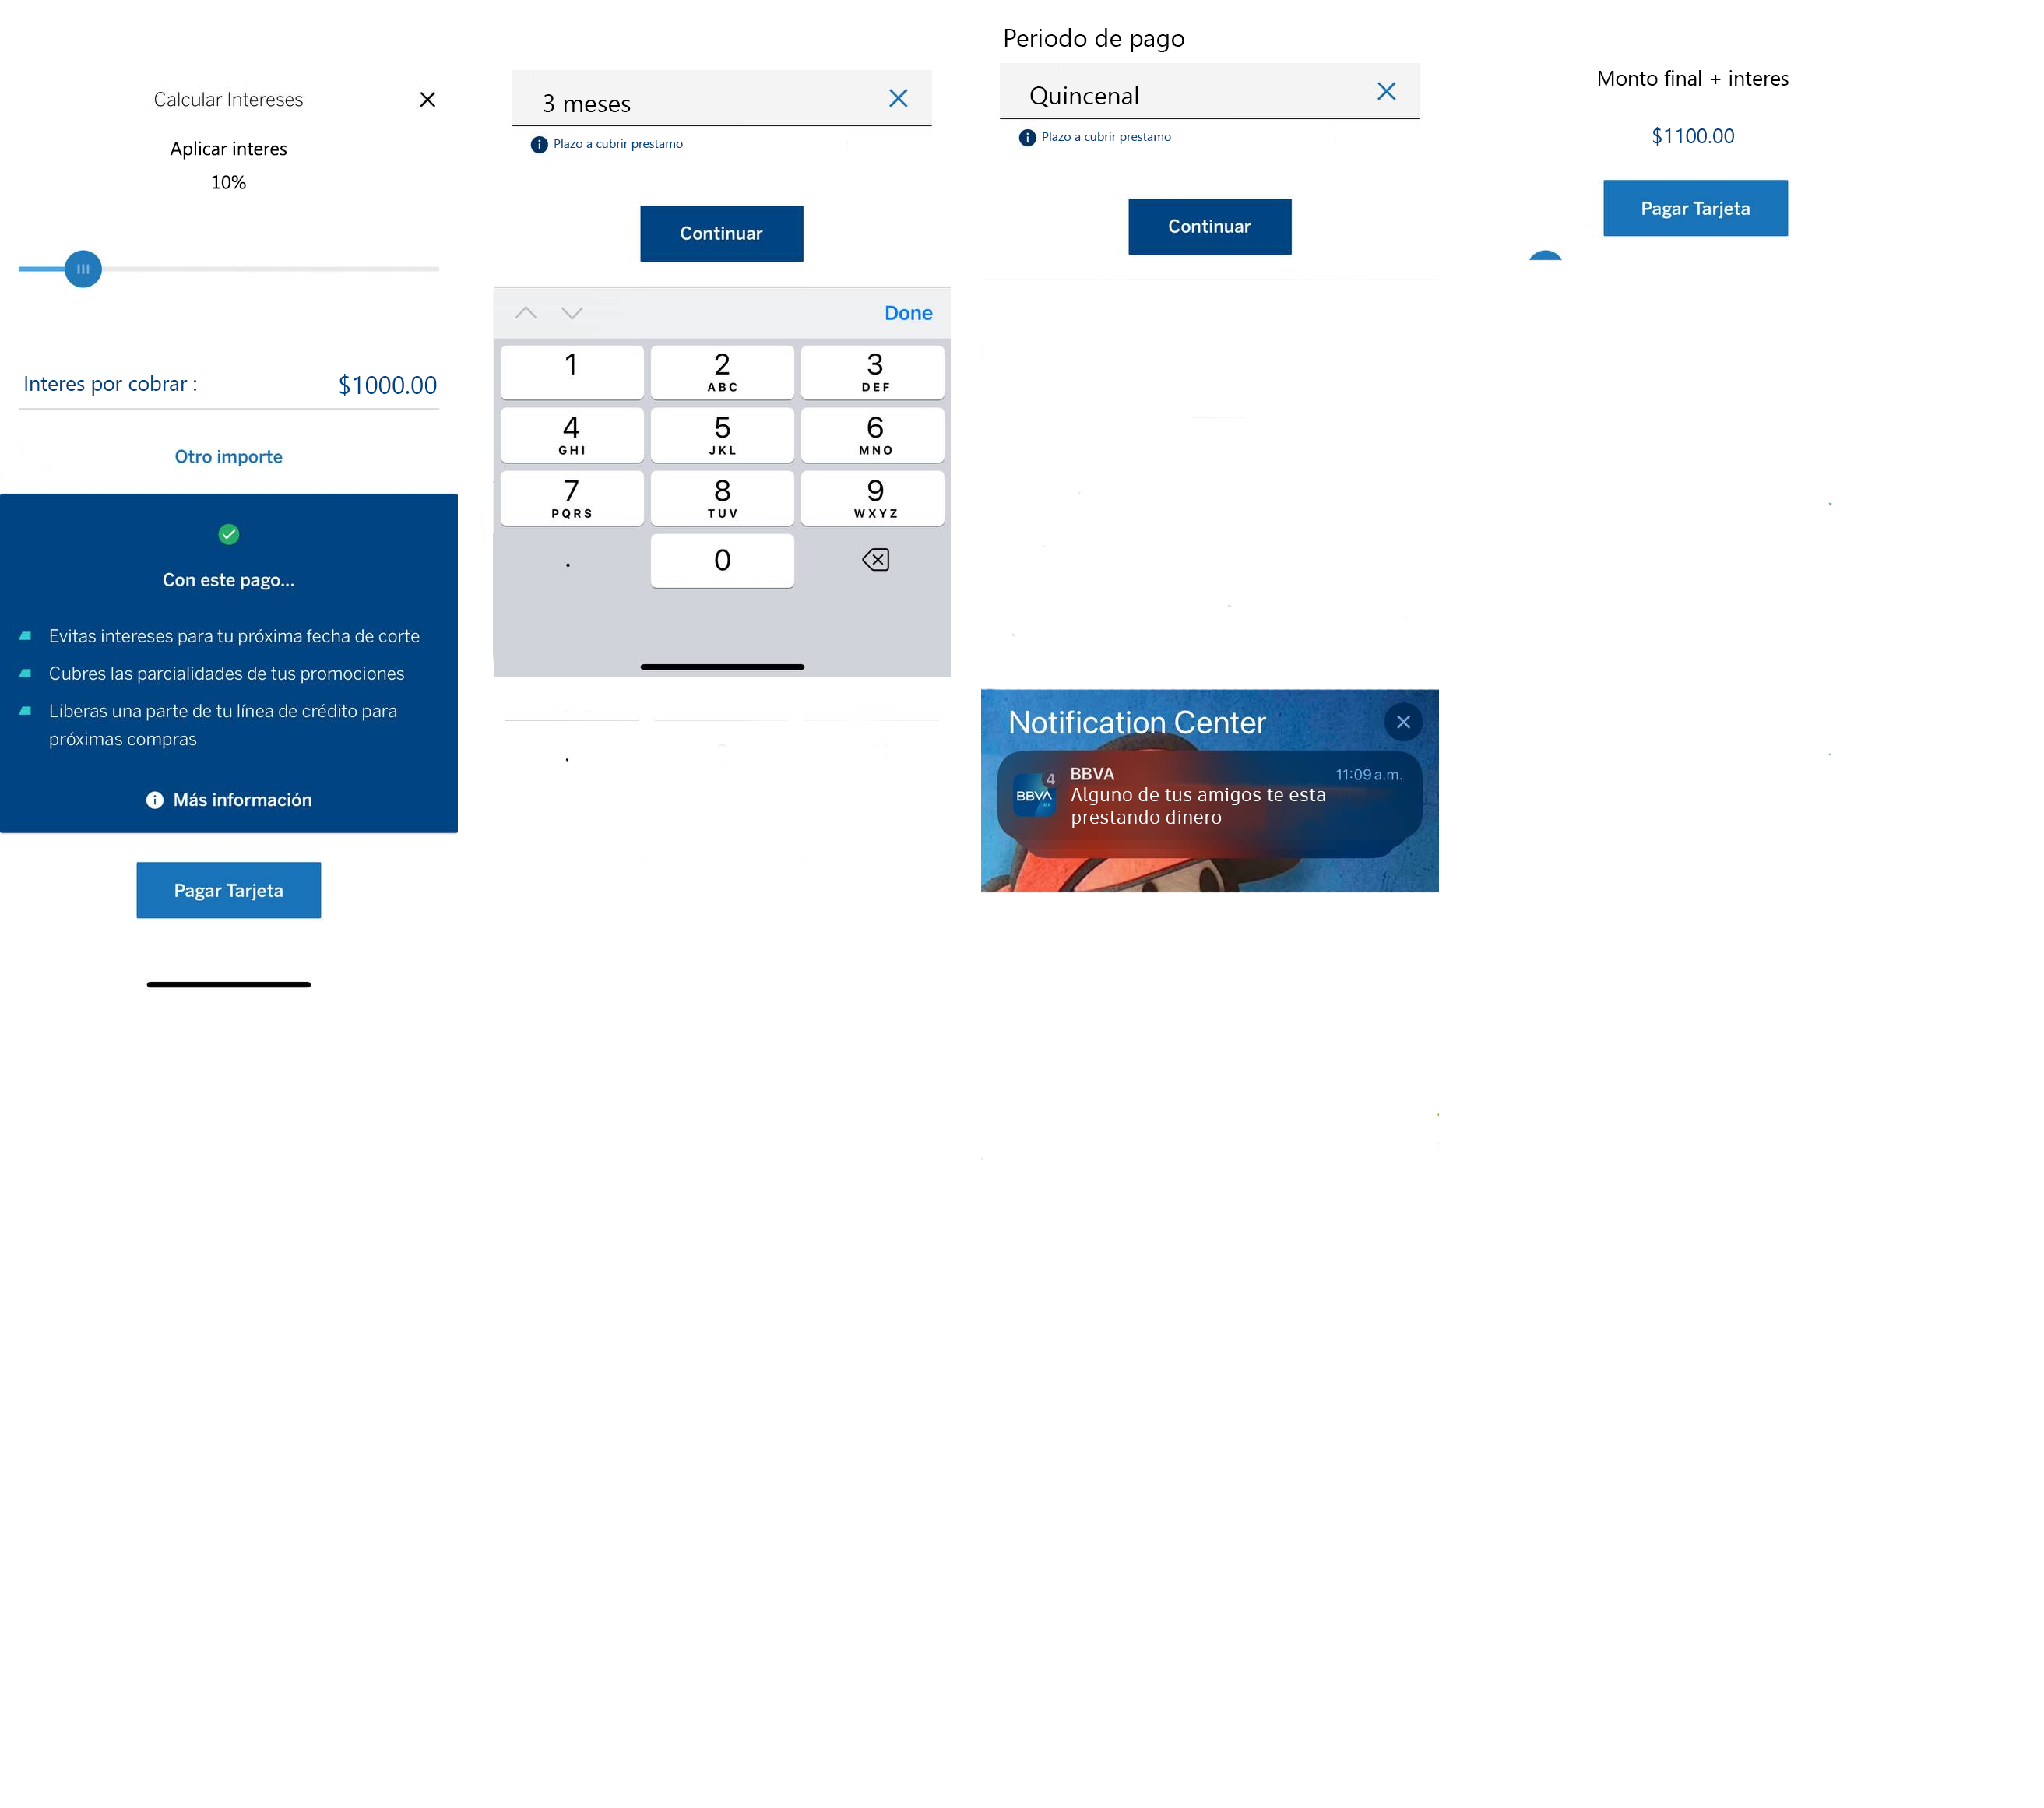 Calcular Intereses
Aplicar interes
10%
Interes por cobrar :
$1000.00
Otro importe
Con este pago...
Evitas intereses para tu próxima fecha de corte
Cubres las parcialidades de tus promociones
Liberas una parte de tu línea de crédito para
próximas compras
Más información
Pagar Tarjeta
3 meses
Plazo a cubrir prestamo
Continuar
Done
1
2
ABC
3
DEF
4
GHI
5
JKL
6
MNO
7
PQRS
8
TUV
9
WXYZ
.
0
Periodo de pago
Quincenal
Plazo a cubrir prestamo
Continuar
Notification Center
4
BBVA
BBVA
11:09 a.m.
Alguno de tus amigos te esta
prestando dinero
Monto final + interes
$1100.00
Pagar Tarjeta